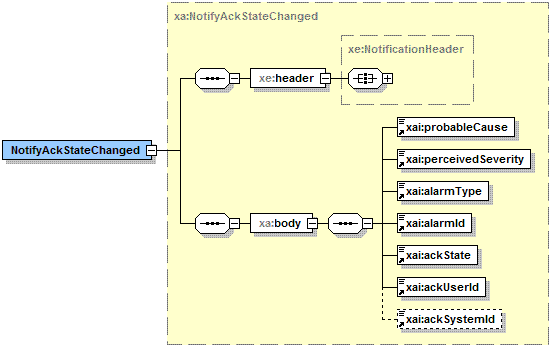 xa:NotifyAckStateChanged
xe:NotificationHeader
xe:header
NotifyAckStateChanged
xai:probableCause
xai:perceivedSeverity
xai:alarmType
xa:body
xai:alarmId
xai:ackState
xai:ackUserId
xai:ackSystemId